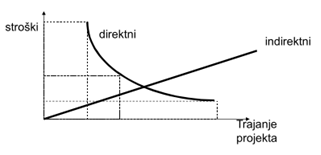 stroški
direktni
indirektni
Trajanje
projekta